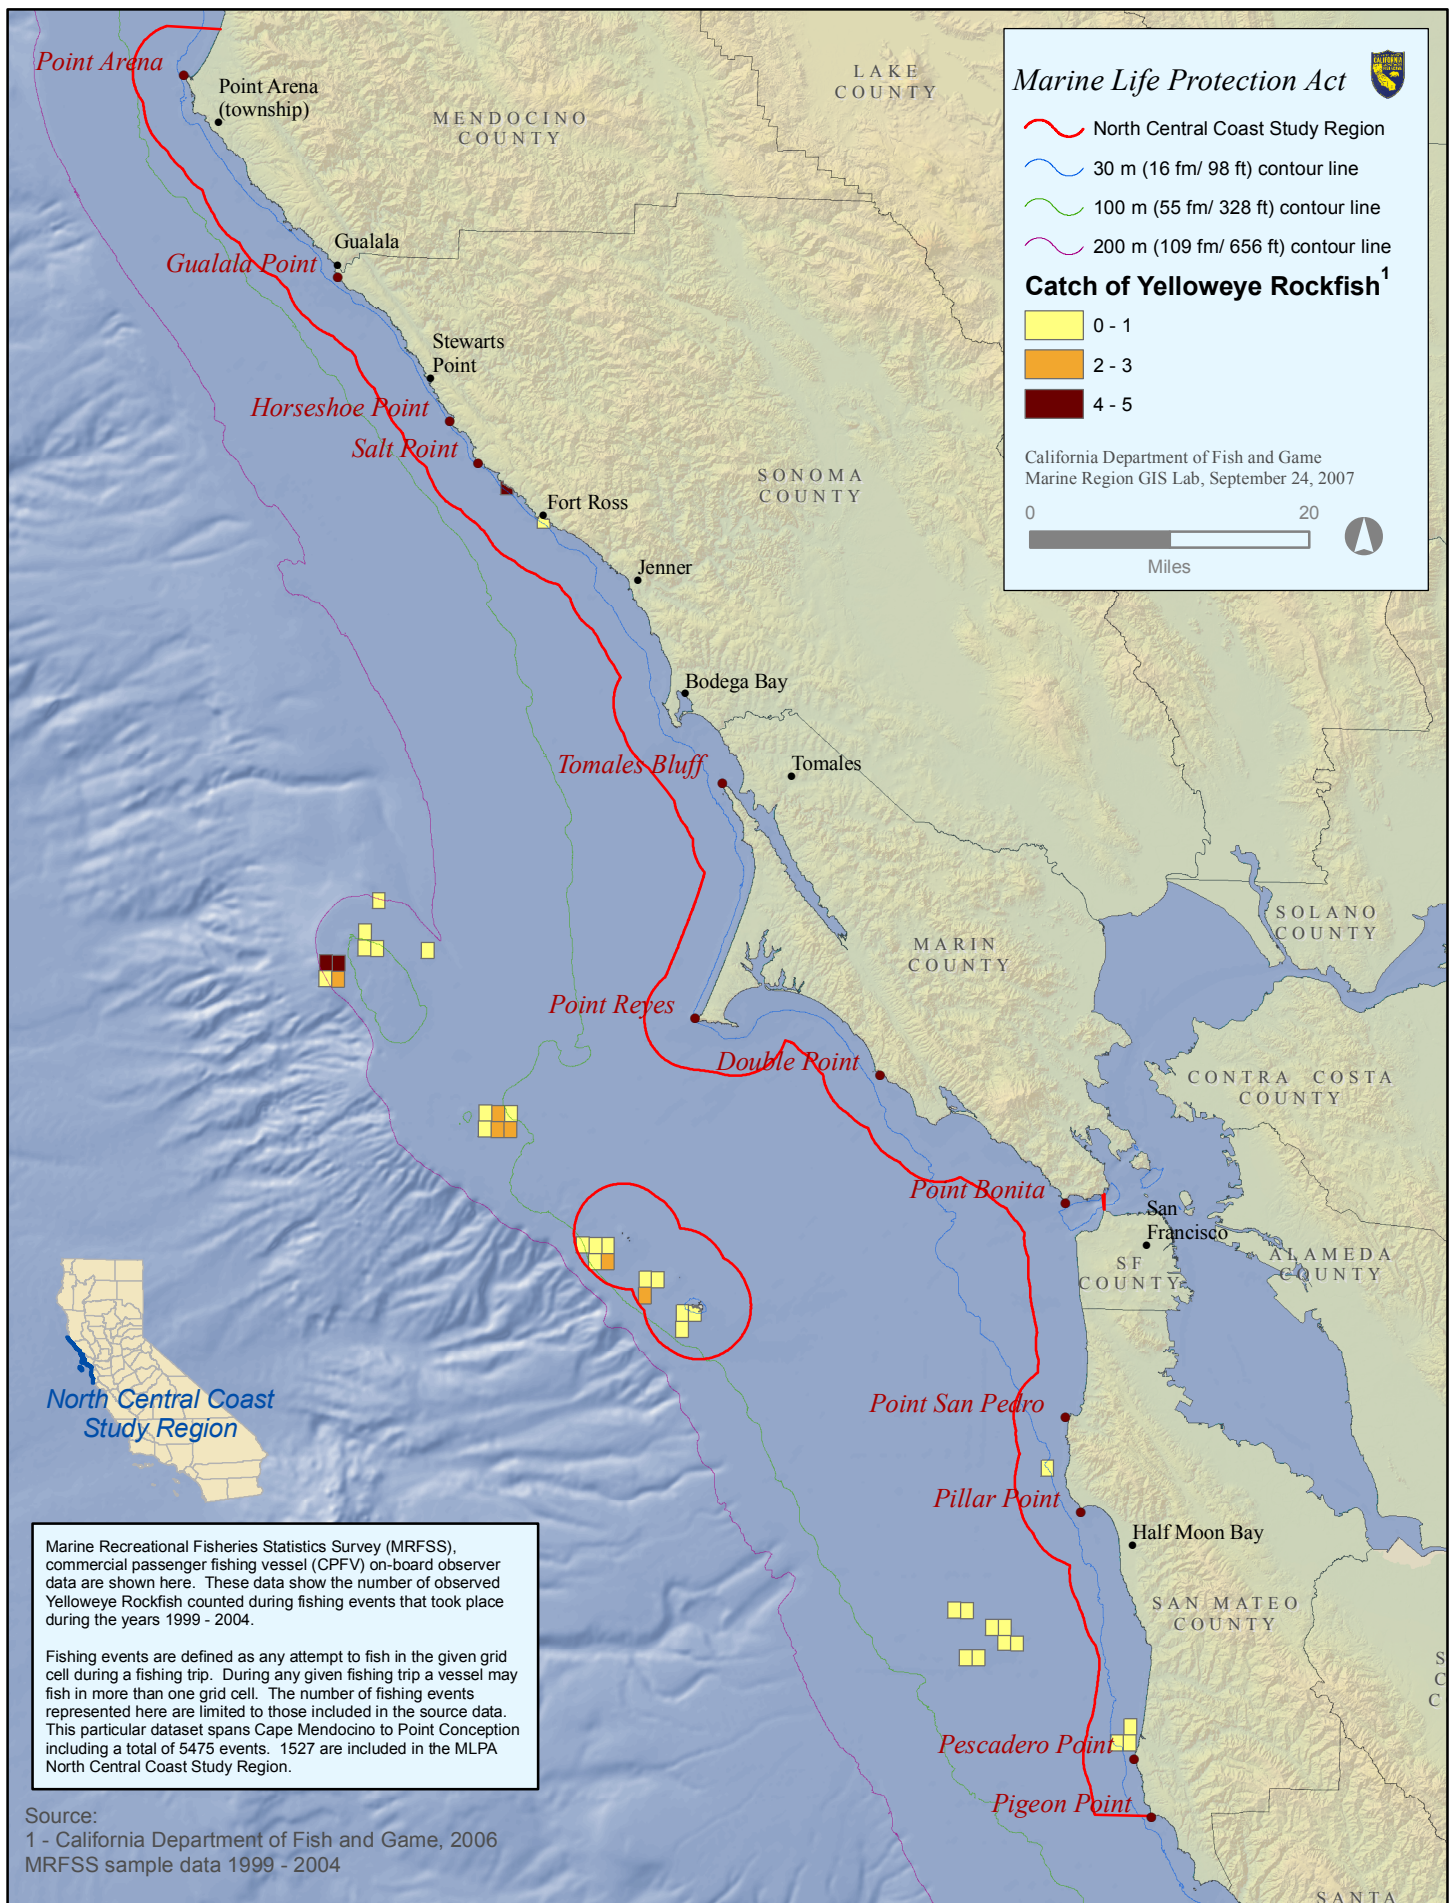 Point Arena
Point Arena
(township)
MENDOCINO
COUNTY
LAKE
COUNTY
Marine Life Protection Act
CALIFORNIA
North Central Coast Study Region
30 m (16 fm/ 98 ft) contour line
100 m (55 fm/ 328 ft) contour line
200 m (109 fm/ 656 ft) contour line
Catch of Yelloweye Rockfish1
0 - 1
2 - 3
4 - 5
California Department of Fish and Game
Marine Region GIS Lab, September 24, 2007
0 20
Miles
Gualala
Gualala Point
Stewarts
Point
Horseshoe Point
Salt Point
SONOMA
COUNTY
Fort Ross
Jenner
Bodega Bay
Tomales Bluff
Tomales
SOLANO
COUNTY
MARIN
COUNTY
Point Reyes
Double Point
CONTRA COSTA
COUNTY
Point Bonita
San
Francisco
SF
COUNTY
ALAMEDA
COUNTY
North Central Coast
Study Region
Point San Pedro
Pillar Point
Half Moon Bay
SAN MATEO
COUNTY
S
C
C
Pescadero Point
Pigeon Point
SANTA
Marine Recreational Fisheries Statistics Survey (MRFSS),
commercial passenger fishing vessel (CPFV) on-board observer
data are shown here. These data show the number of observed
Yelloweye Rockfish counted during fishing events that took place
during the years 1999 - 2004.
Fishing events are defined as any attempt to fish in the given grid
cell during a fishing trip. During any given fishing trip a vessel may
fish in more than one grid cell. The number of fishing events
represented here are limited to those included in the source data.
This particular dataset spans Cape Mendocino to Point Conception
including a total of 5475 events. 1527 are included in the MLPA
North Central Coast Study Region.
Source:
1 - California Department of Fish and Game, 2006
MRFSS sample data 1999 - 2004